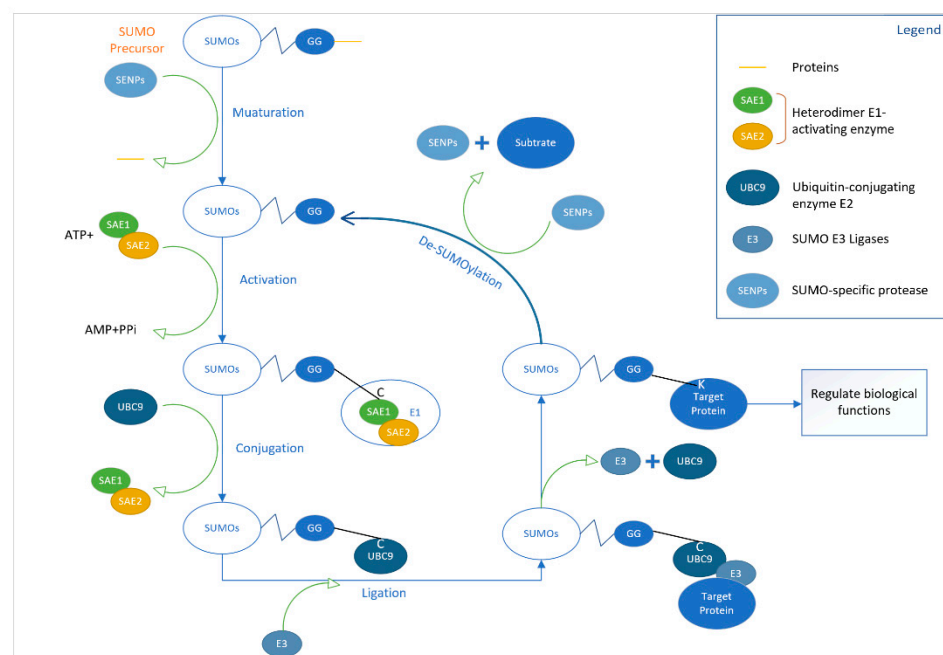 SUMO
Precursor
SUMOs
GG
SENPs
Muaturation
SUMOs
GG
ATP+
SAE1
SAE2
Activation
AMP+PPi
SUMOs
GG
C
SAE1
E1
SAE2
UBC9
Conjugation
SAE1
SAE2
SUMOs
GG
C
UBC9
Ligation
E3
SENPs
Subtrate
SENPs
De-SUMOylation
SUMOs
GG
K
Target
Protein
Regulate biological
functions
E3
UBC9
SUMOs
GG
C
UBC9
E3
Target
Protein
Legend
Proteins
SAE1
SAE2
Heterodimer E1-
activating enzyme
UBC9
Ubiquitin-conjugating
enzyme E2
E3
SUMO E3 Ligases
SENPs
SUMO-specific protease